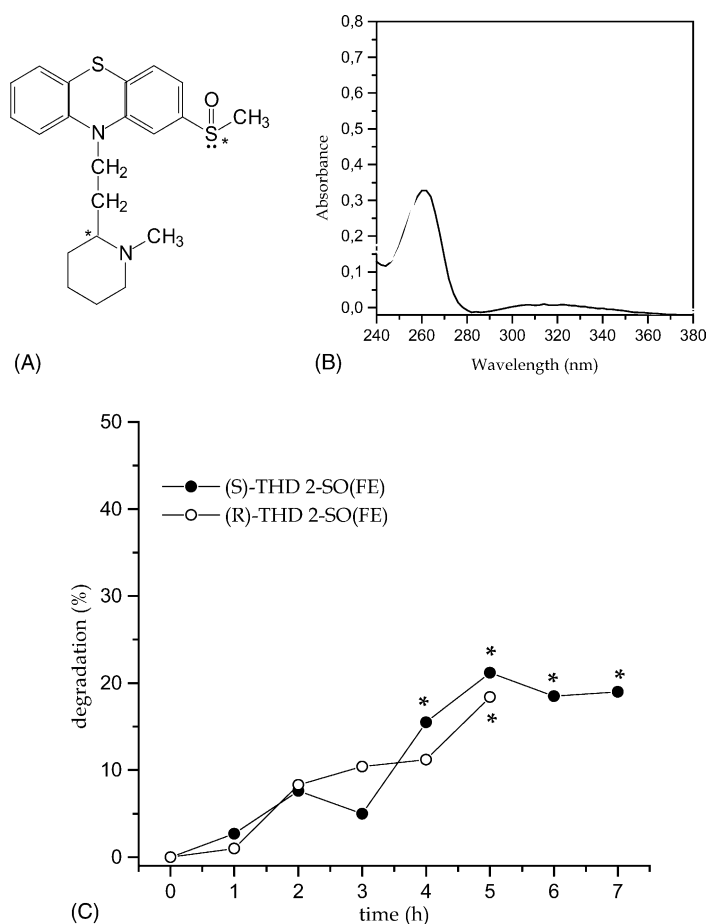 S
O
S
CH3
*
N
CH2
CH2
*
N
CH3
(A)
Absorbance
0,8
0,7
0,6
0,5
0,4
0,3
0,2
0,1
0,0
240 260 280 300 320 340 360 380
Wavelength (nm)
(B)
degradation (%)
50
40
30
20
10
0
(S)-THD 2-SO(FE)
(R)-THD 2-SO(FE)
* * * *
*
0 1 2 3 4 5 6 7
time (h)
(C)